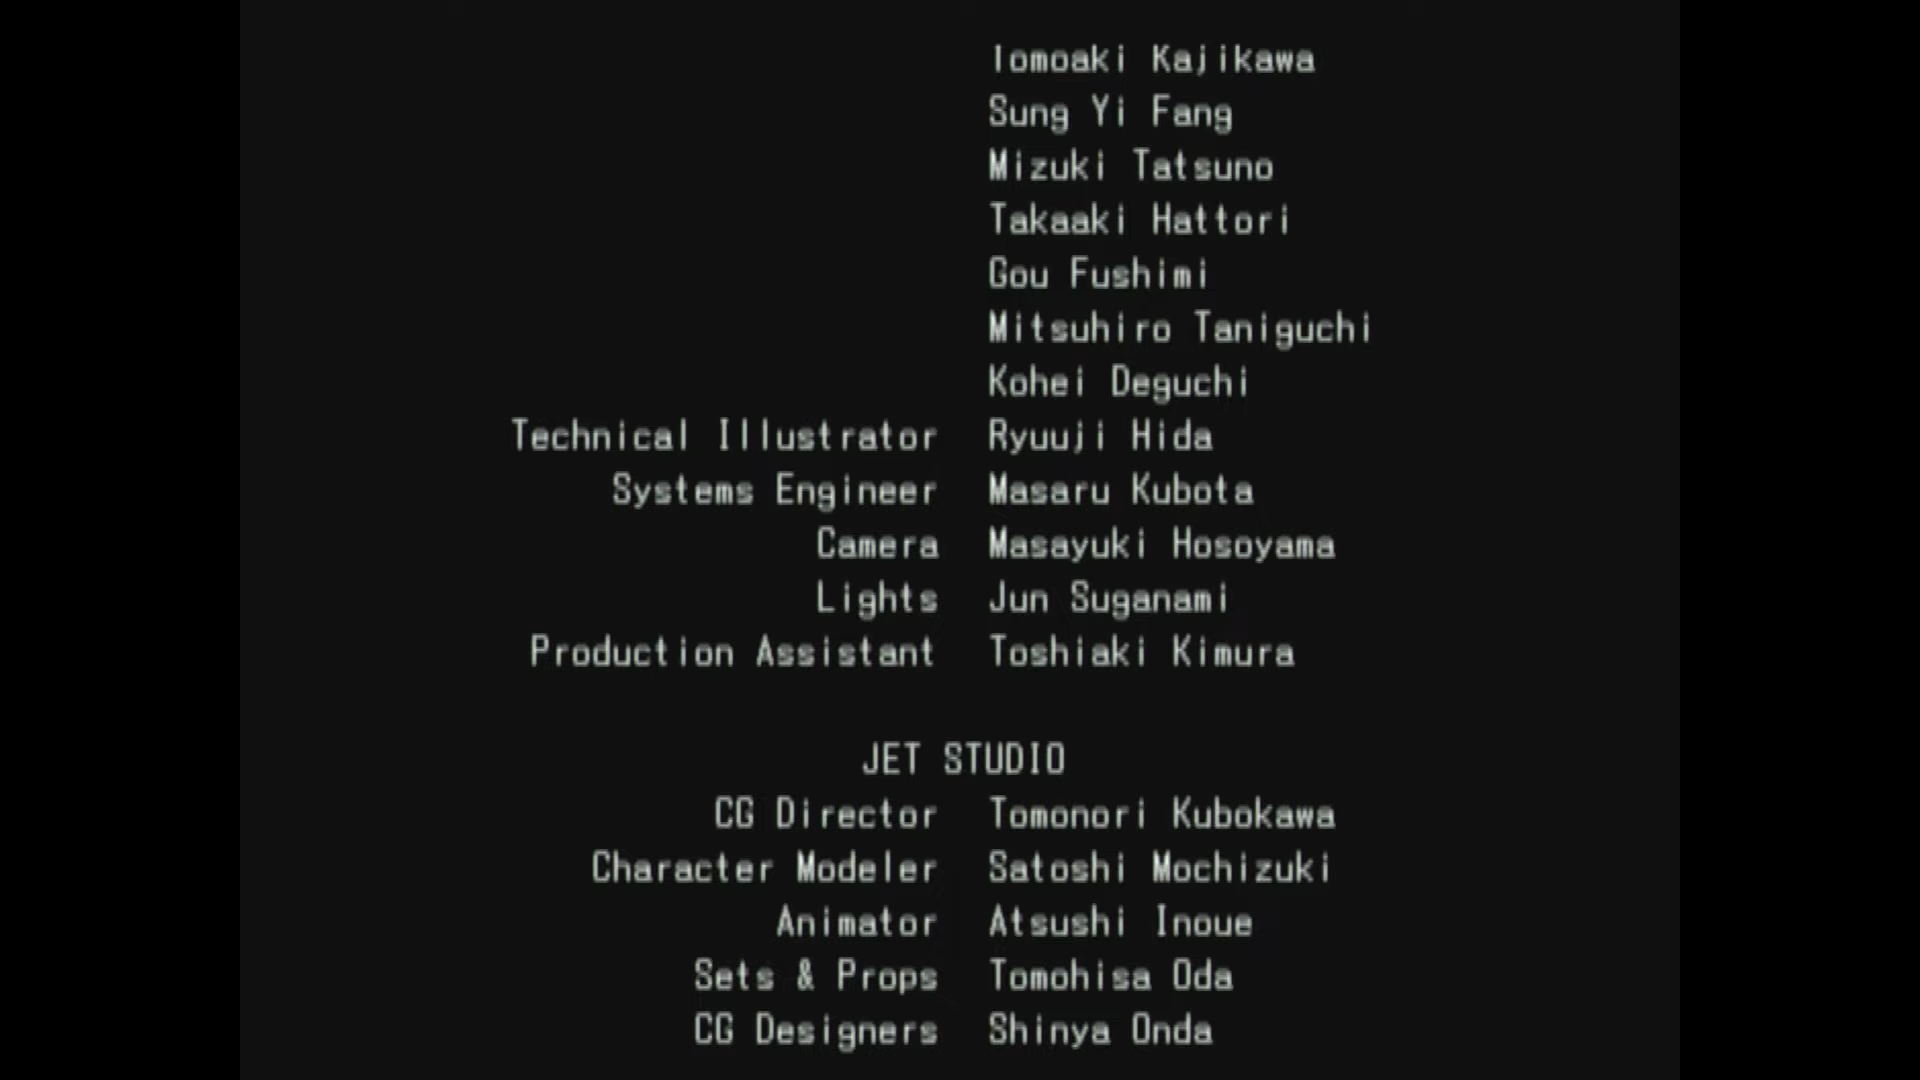 Tomoaki Kajikawa
Sung Yi Fang
Mizuki Tatsuno
Takaaki Hattori
Gou Fushimi
Mitsuhiro Taniguchi
Kohei Deguchi
Technical Illustrator Ryuuji Hida
Systems Engineer Masaru Kubota
Camera Masayuki Hosoyama
Lights Jun Suganami
Production Assistant Toshiaki Kimura
JET STUDIO
CG Director Tomonori Kubokawa
Character Modeler Satoshi Mochizuki
Animator Atsushi Inoue
Sets & Props Tomohisa Oda
CG Designers Shinya Onda